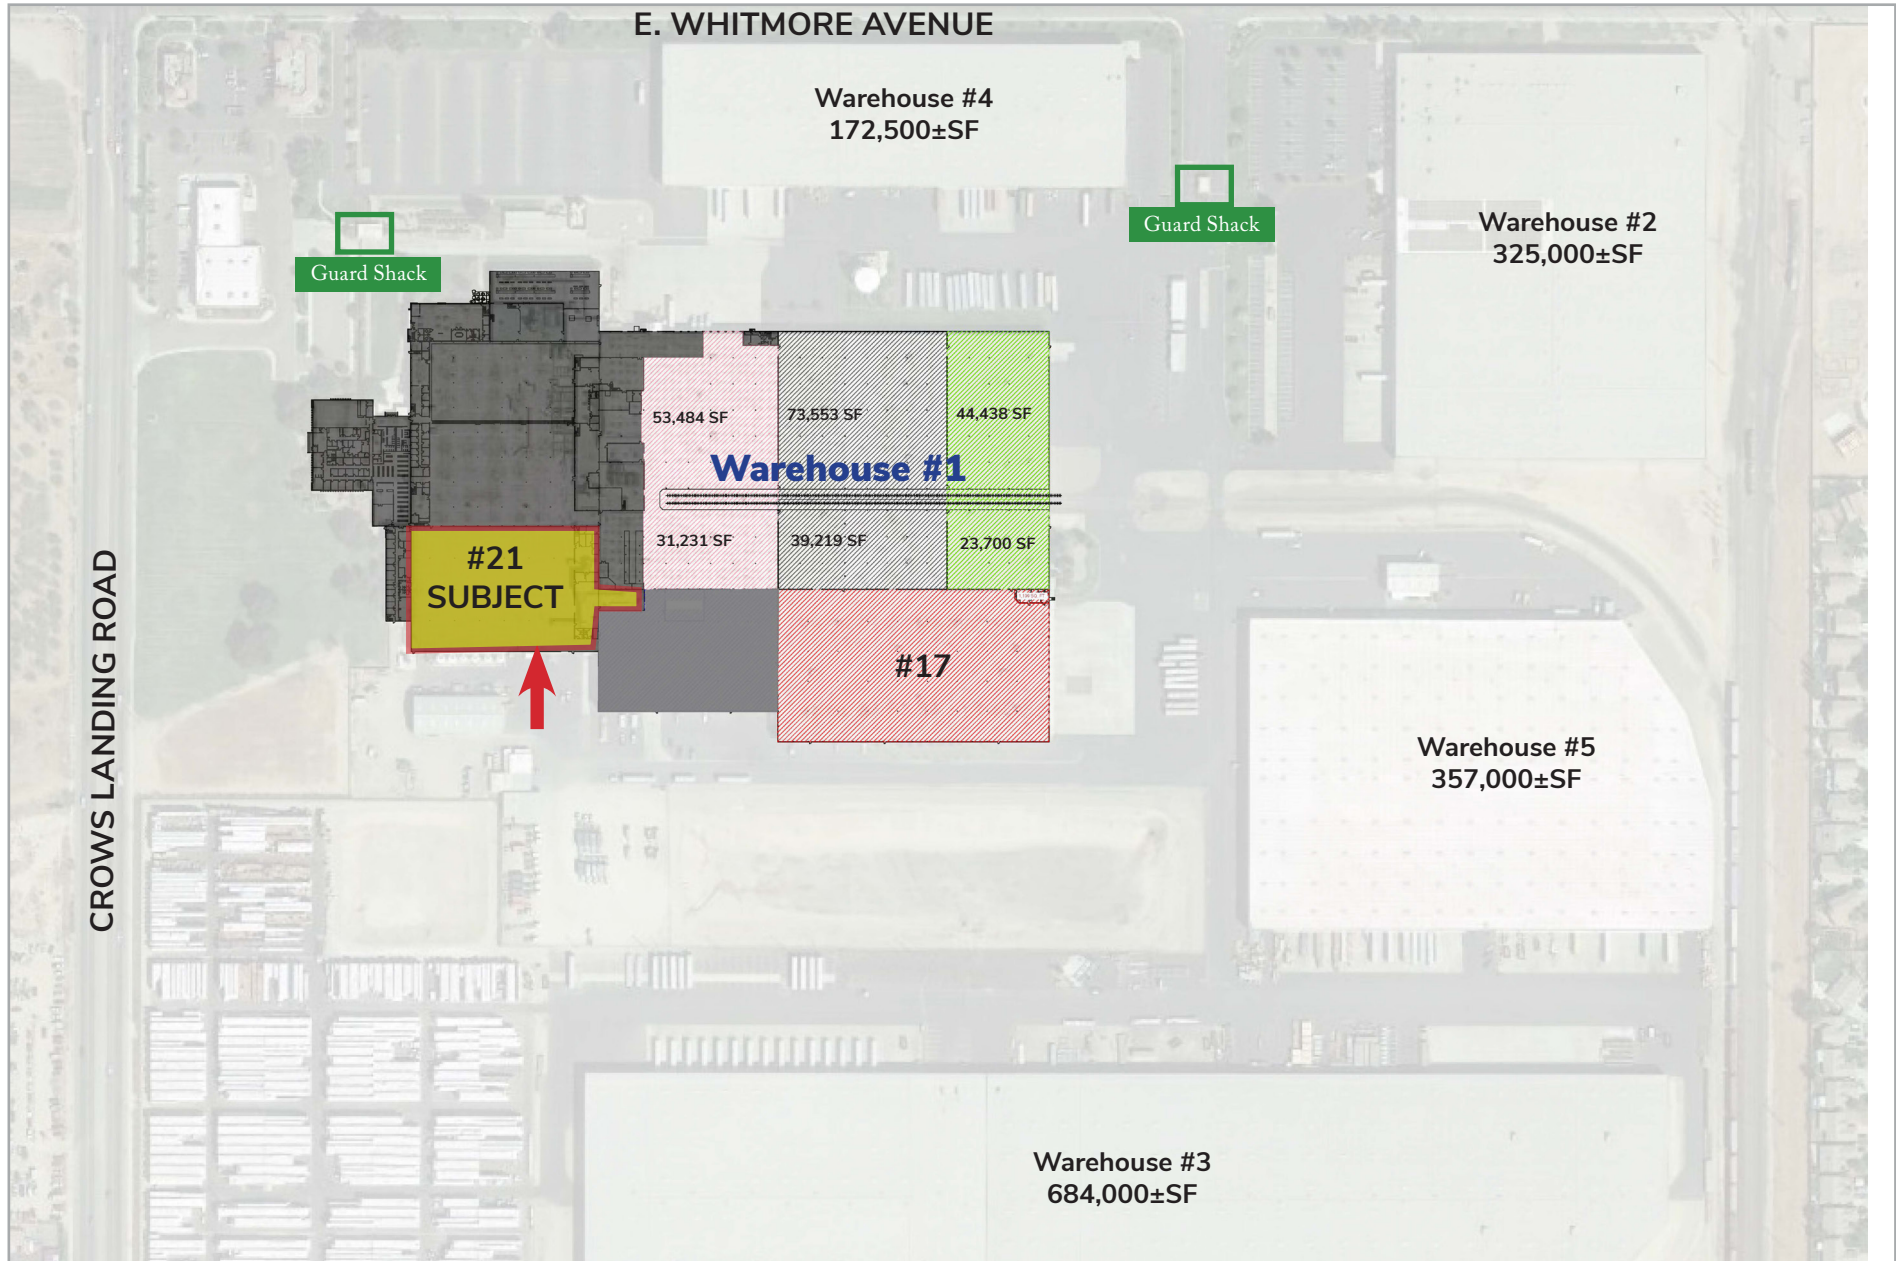 E. WHITMORE AVENUE
Warehouse #4
172,500±SF
Guard Shack
Warehouse #2
325,000±SF
Guard Shack
53,484 SF
73,553 SF
44,438 SF
Warehouse #1
31,231 SF
39,219 SF
23,700 SF
#21
SUBJECT
#17
CROWS LANDING ROAD
Warehouse #5
357,000±SF
Warehouse #3
684,000±SF